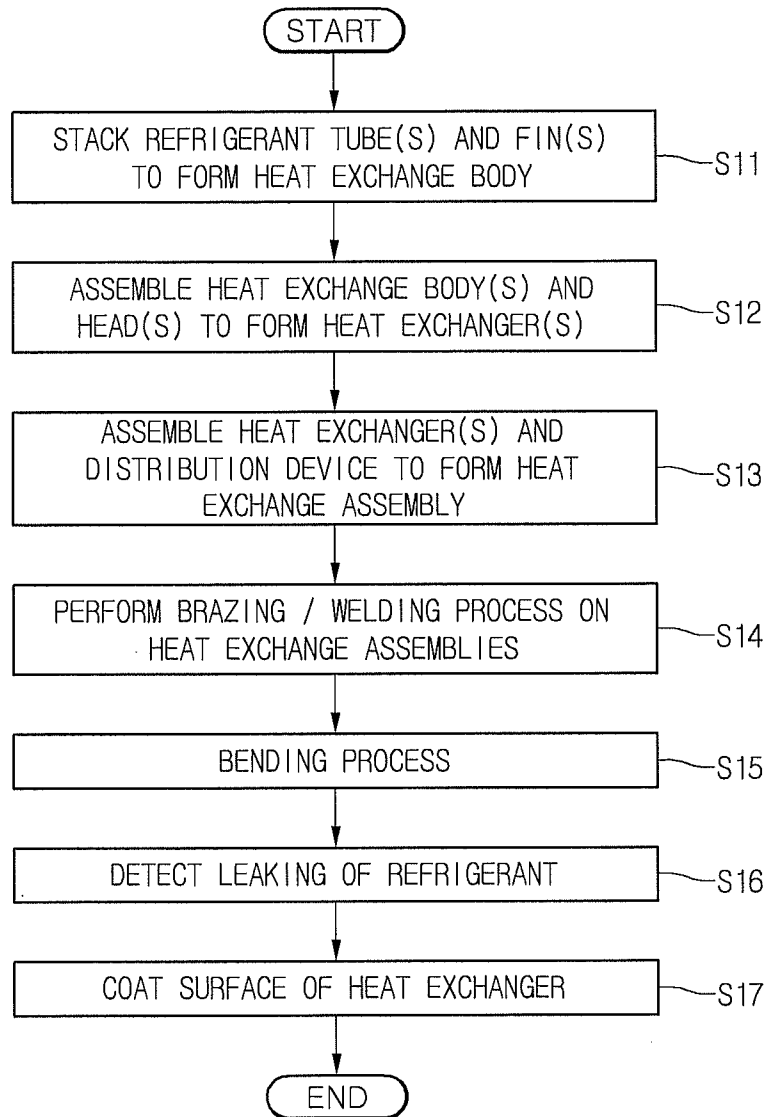 START
STACK REFRIGERANT TUBE(S) AND FIN(S)
TO FORM HEAT EXCHANGE BODY
S11
ASSEMBLE HEAT EXCHANGE BODY(S) AND
HEAD(S) TO FORM HEAT EXCHANGER(S)
S12
ASSEMBLE HEAT EXCHANGER(S) AND
DISTRIBUTION DEVICE TO FORM HEAT
EXCHANGE ASSEMBLY
S13
PERFORM BRAZING / WELDING PROCESS ON
HEAT EXCHANGE ASSEMBLIES
S14
BENDING PROCESS
S15
DETECT LEAKING OF REFRIGERANT
S16
COAT SURFACE OF HEAT EXCHANGER
S17
END